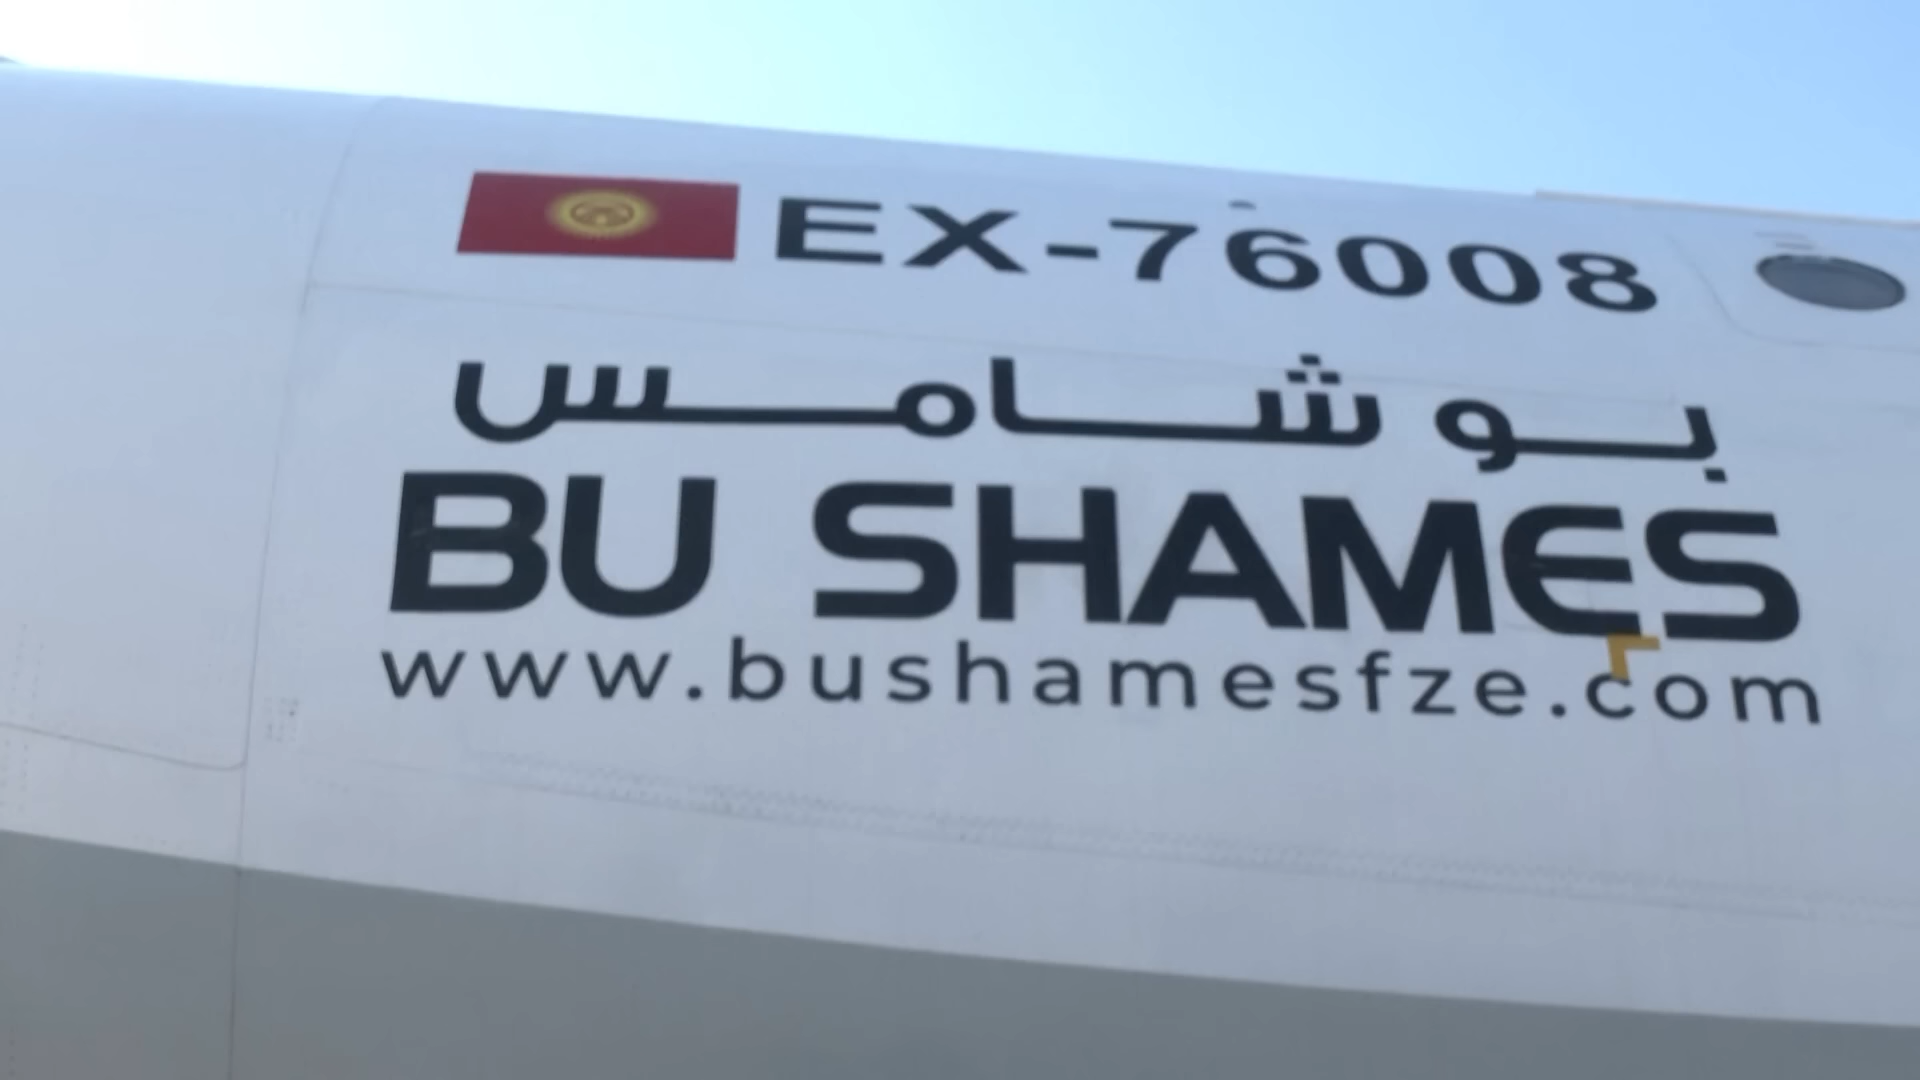 EX-76008
بو شامس
BU SHAMES
www.bushamesfze.com